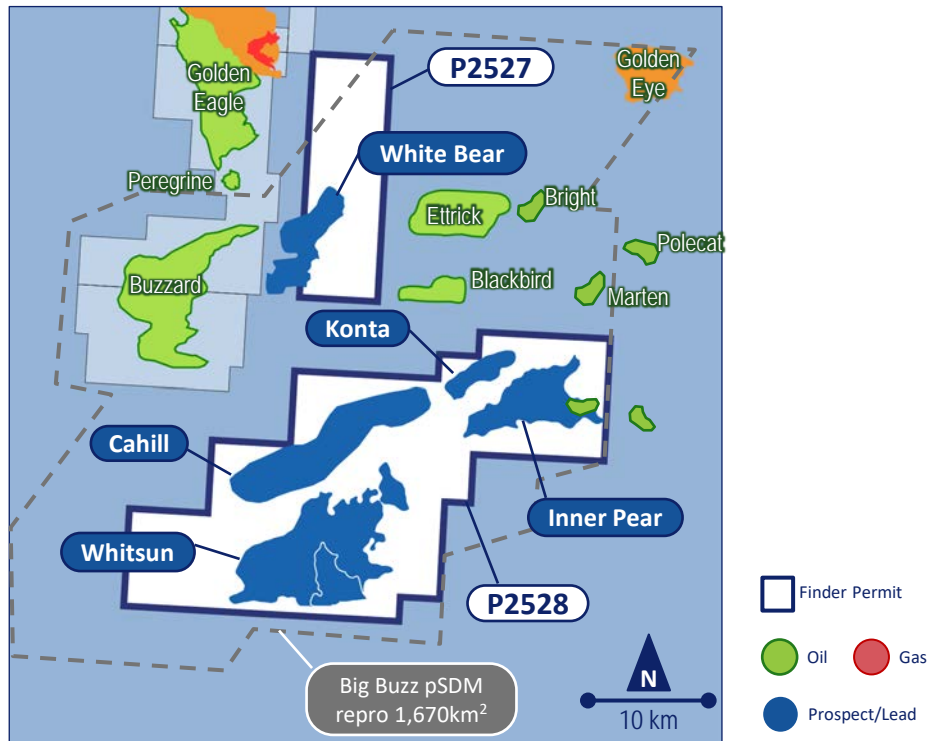 Golden
Eagle
P2527
Golden
Eye
White Bear
Peregrine
Ettrick
Bright
Polecat
Buzzard
Blackbird
Marten
Konta
Cahill
Inner Pear
Whitsun
P2528
Big Buzz pSDM
repro 1,670km²
N
10 km
Finder Permit
Oil
Gas
Prospect/Lead